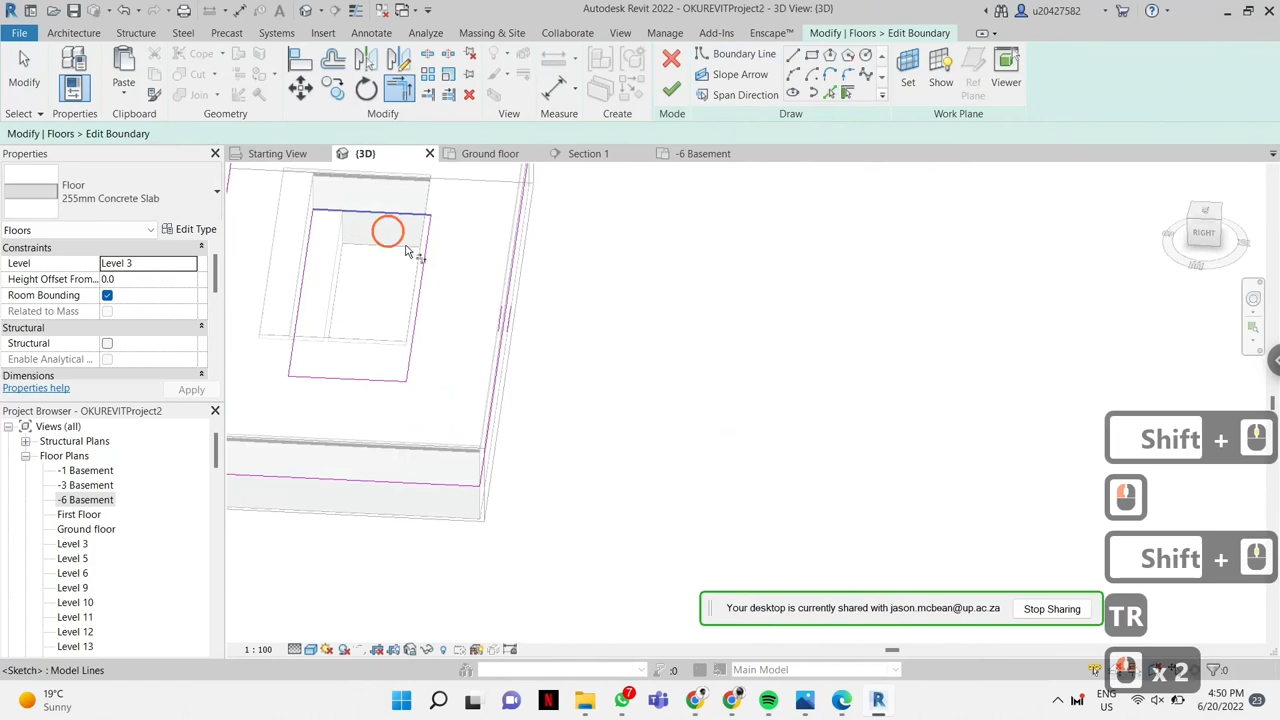 Autodesk Revit 2022 - OKUREVITProject2 - 3D View: {3D}
u20427582
File
Architecture
Structure
Steel
Precast
Systems
Insert
Annotate
Analyze
Massing & Site
Collaborate
View
Manage
Add-Ins
Enscape™
Modify | Floors > Edit Boundary
Cope
Cut
Join
Boundary Line
Slope Arrow
Span Direction
Modify
Properties
Paste
Set
Show
Ref
Plane
Viewer
Select
Properties
Clipboard
Geometry
Modify
View
Measure
Create
Mode
Draw
Work Plane
Modify | Floors > Edit Boundary
Properties
Starting View
{3D}
Ground floor
Section 1
-6 Basement
Floor
255mm Concrete Slab
Floors
Edit Type
Constraints
Level
Level 3
Height Offset From...
0.0
Room Bounding
Related to Mass
Structural
Structural
Enable Analytical ...
Dimensions
Properties help
Apply
Project Browser - OKUREVITProject2
Views (all)
Structural Plans
Floor Plans
-1 Basement
-3 Basement
-6 Basement
First Floor
Ground floor
Level 3
Level 5
Level 6
Level 9
Level 10
Level 11
Level 12
Level 13
RIGHT
Shift +
Shift +
TR
x 2
Your desktop is currently shared with jason.mcbean@up.ac.za
Stop Sharing
1 : 100
<Sketch> : Model Lines
:0
Main Model
:0
19°C
Sunny
7
ENG
US
4:50 PM
6/20/2022
23